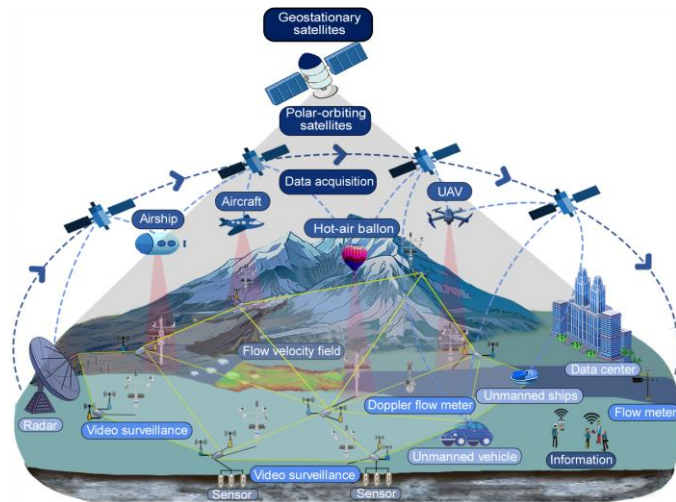 Geostationary
satellites
Polar-orbiting
satellites
Data acquisition
UAV
Aircraft
Airship
Hot-air ballon
Flow velocity field
Data center
Doppler flow meter
Unmanned ships
Flow meter
Radar
Video surveillance
Unmanned vehicle
Information
Video surveillance
Sensor
Sensor